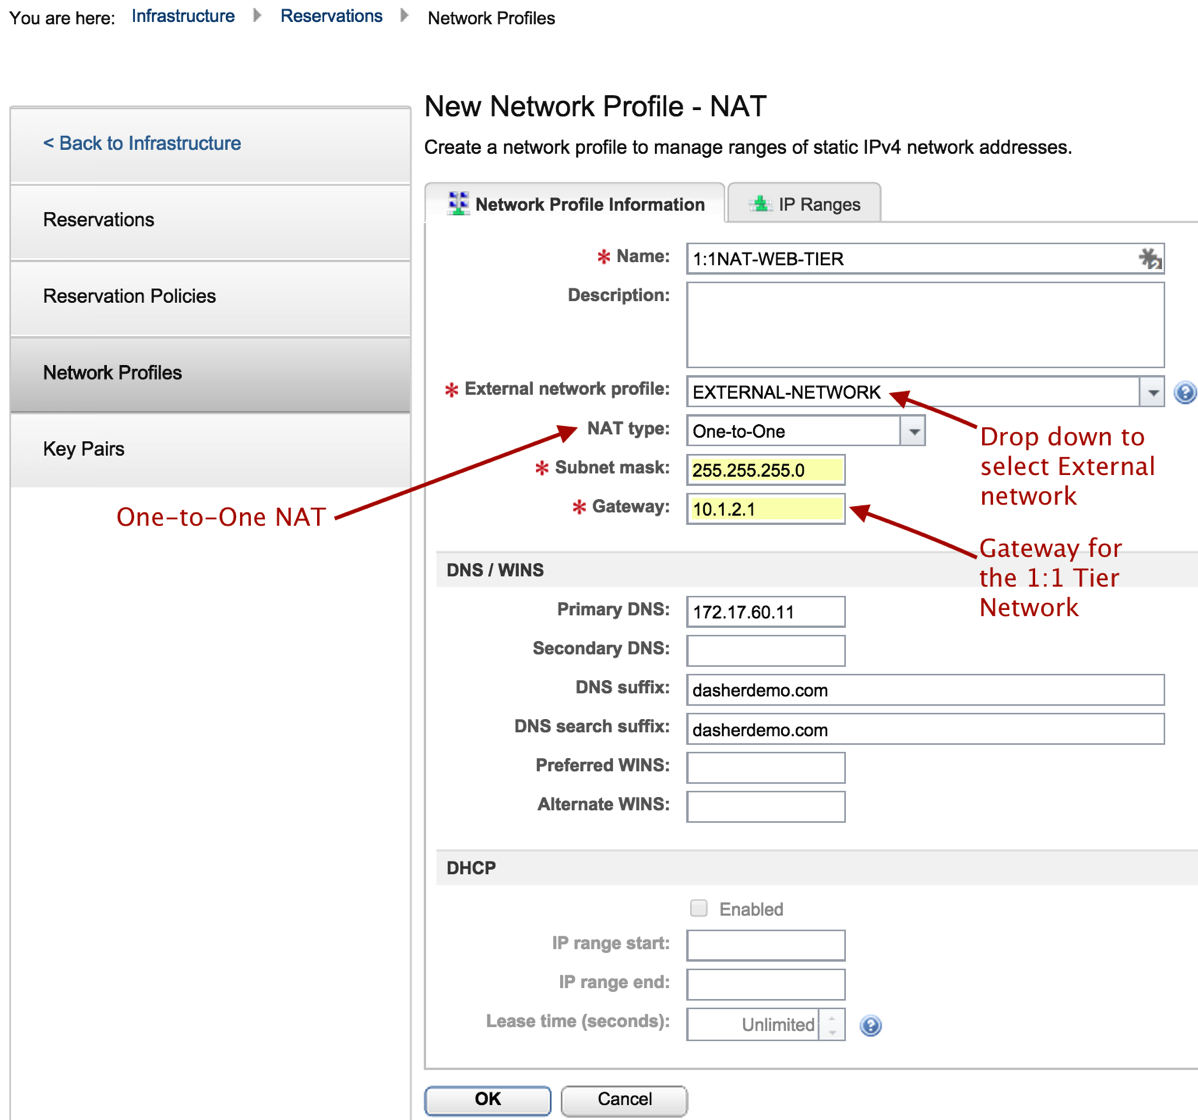 You are here: Infrastructure Reservations Network Profiles
New Network Profile - NAT
Create a network profile to manage ranges of static IPv4 network addresses.
< Back to Infrastructure
Reservations
Reservation Policies
Network Profiles
Key Pairs
Network Profile Information
IP Ranges
* Name: 1:1NAT-WEB-TIER
Description:
* External network profile: EXTERNAL-NETWORK
NAT type: One-to-One
* Subnet mask: 255.255.255.0
* Gateway: 10.1.2.1
One-to-One NAT
Drop down to
select External
network
Gateway for
the 1:1 Tier
Network
DNS / WINS
Primary DNS: 172.17.60.11
Secondary DNS:
DNS suffix: dasherdemo.com
DNS search suffix: dasherdemo.com
Preferred WINS:
Alternate WINS:
DHCP
Enabled
IP range start:
IP range end:
Lease time (seconds): Unlimited
OK
Cancel